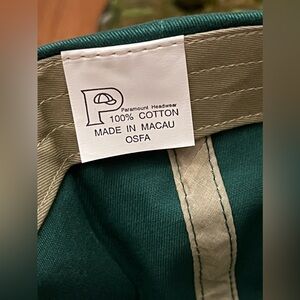 P
Paramount Headwear
100% COTTON
MADE IN MACAU
OSFA